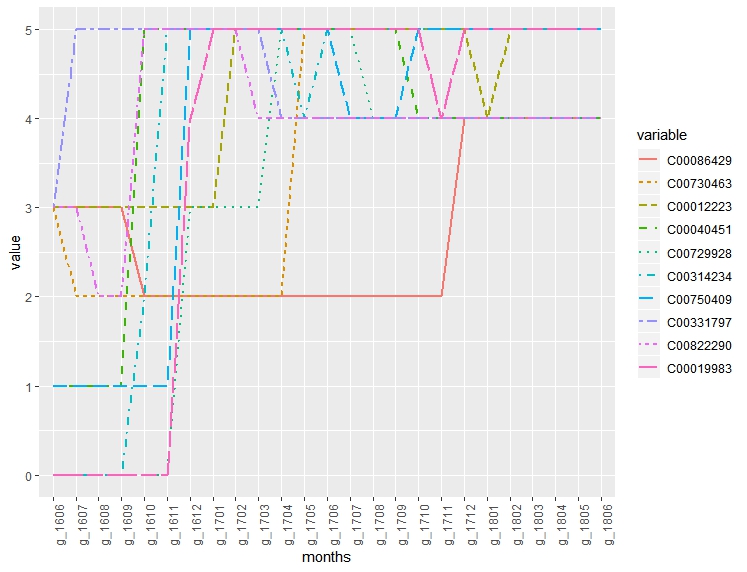 value
5
4
3
2
1
0
g_1606
g_1607
g_1608
g_1609
g_1610
g_1611
g_1612
g_1701
g_1702
g_1703
g_1704
g_1705
g_1706
g_1707
g_1708
g_1709
g_1710
g_1711
g_1712
g_1801
g_1802
g_1803
g_1804
g_1805
g_1806
months
variable
C00086429
C00730463
C00012223
C00040451
C00729928
C00314234
C00750409
C00331797
C00822290
C00019983